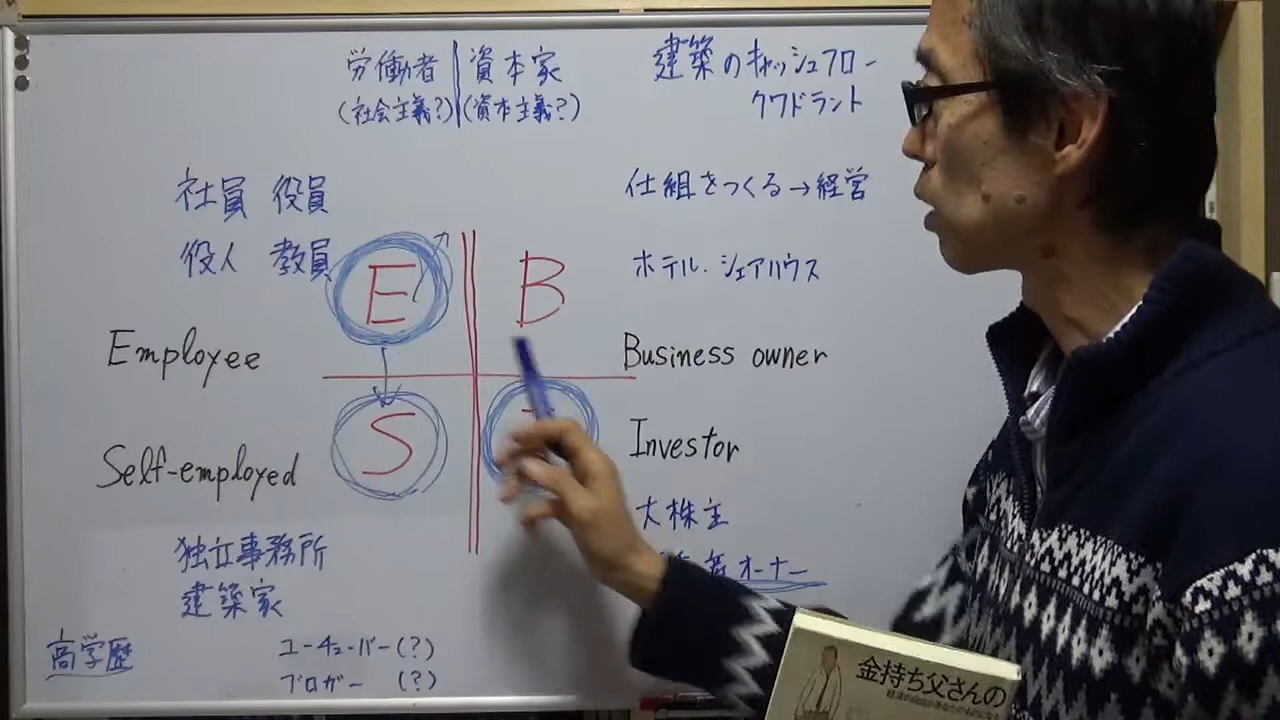 労働者 | 資本家
(社会主義?) (資本主義?)
建築のキャッシュフロー
クワドラント
社員 役員
役人 教員
仕組をつくる→経営
ホテル・シェアハウス
E
B
Employee
Business owner
S
Self-employed
Investor
大株主
オーナー
独立事務所
建築家
高学歴
ユーチューバー(?)
ブロガー (?)
金持ち父さんの